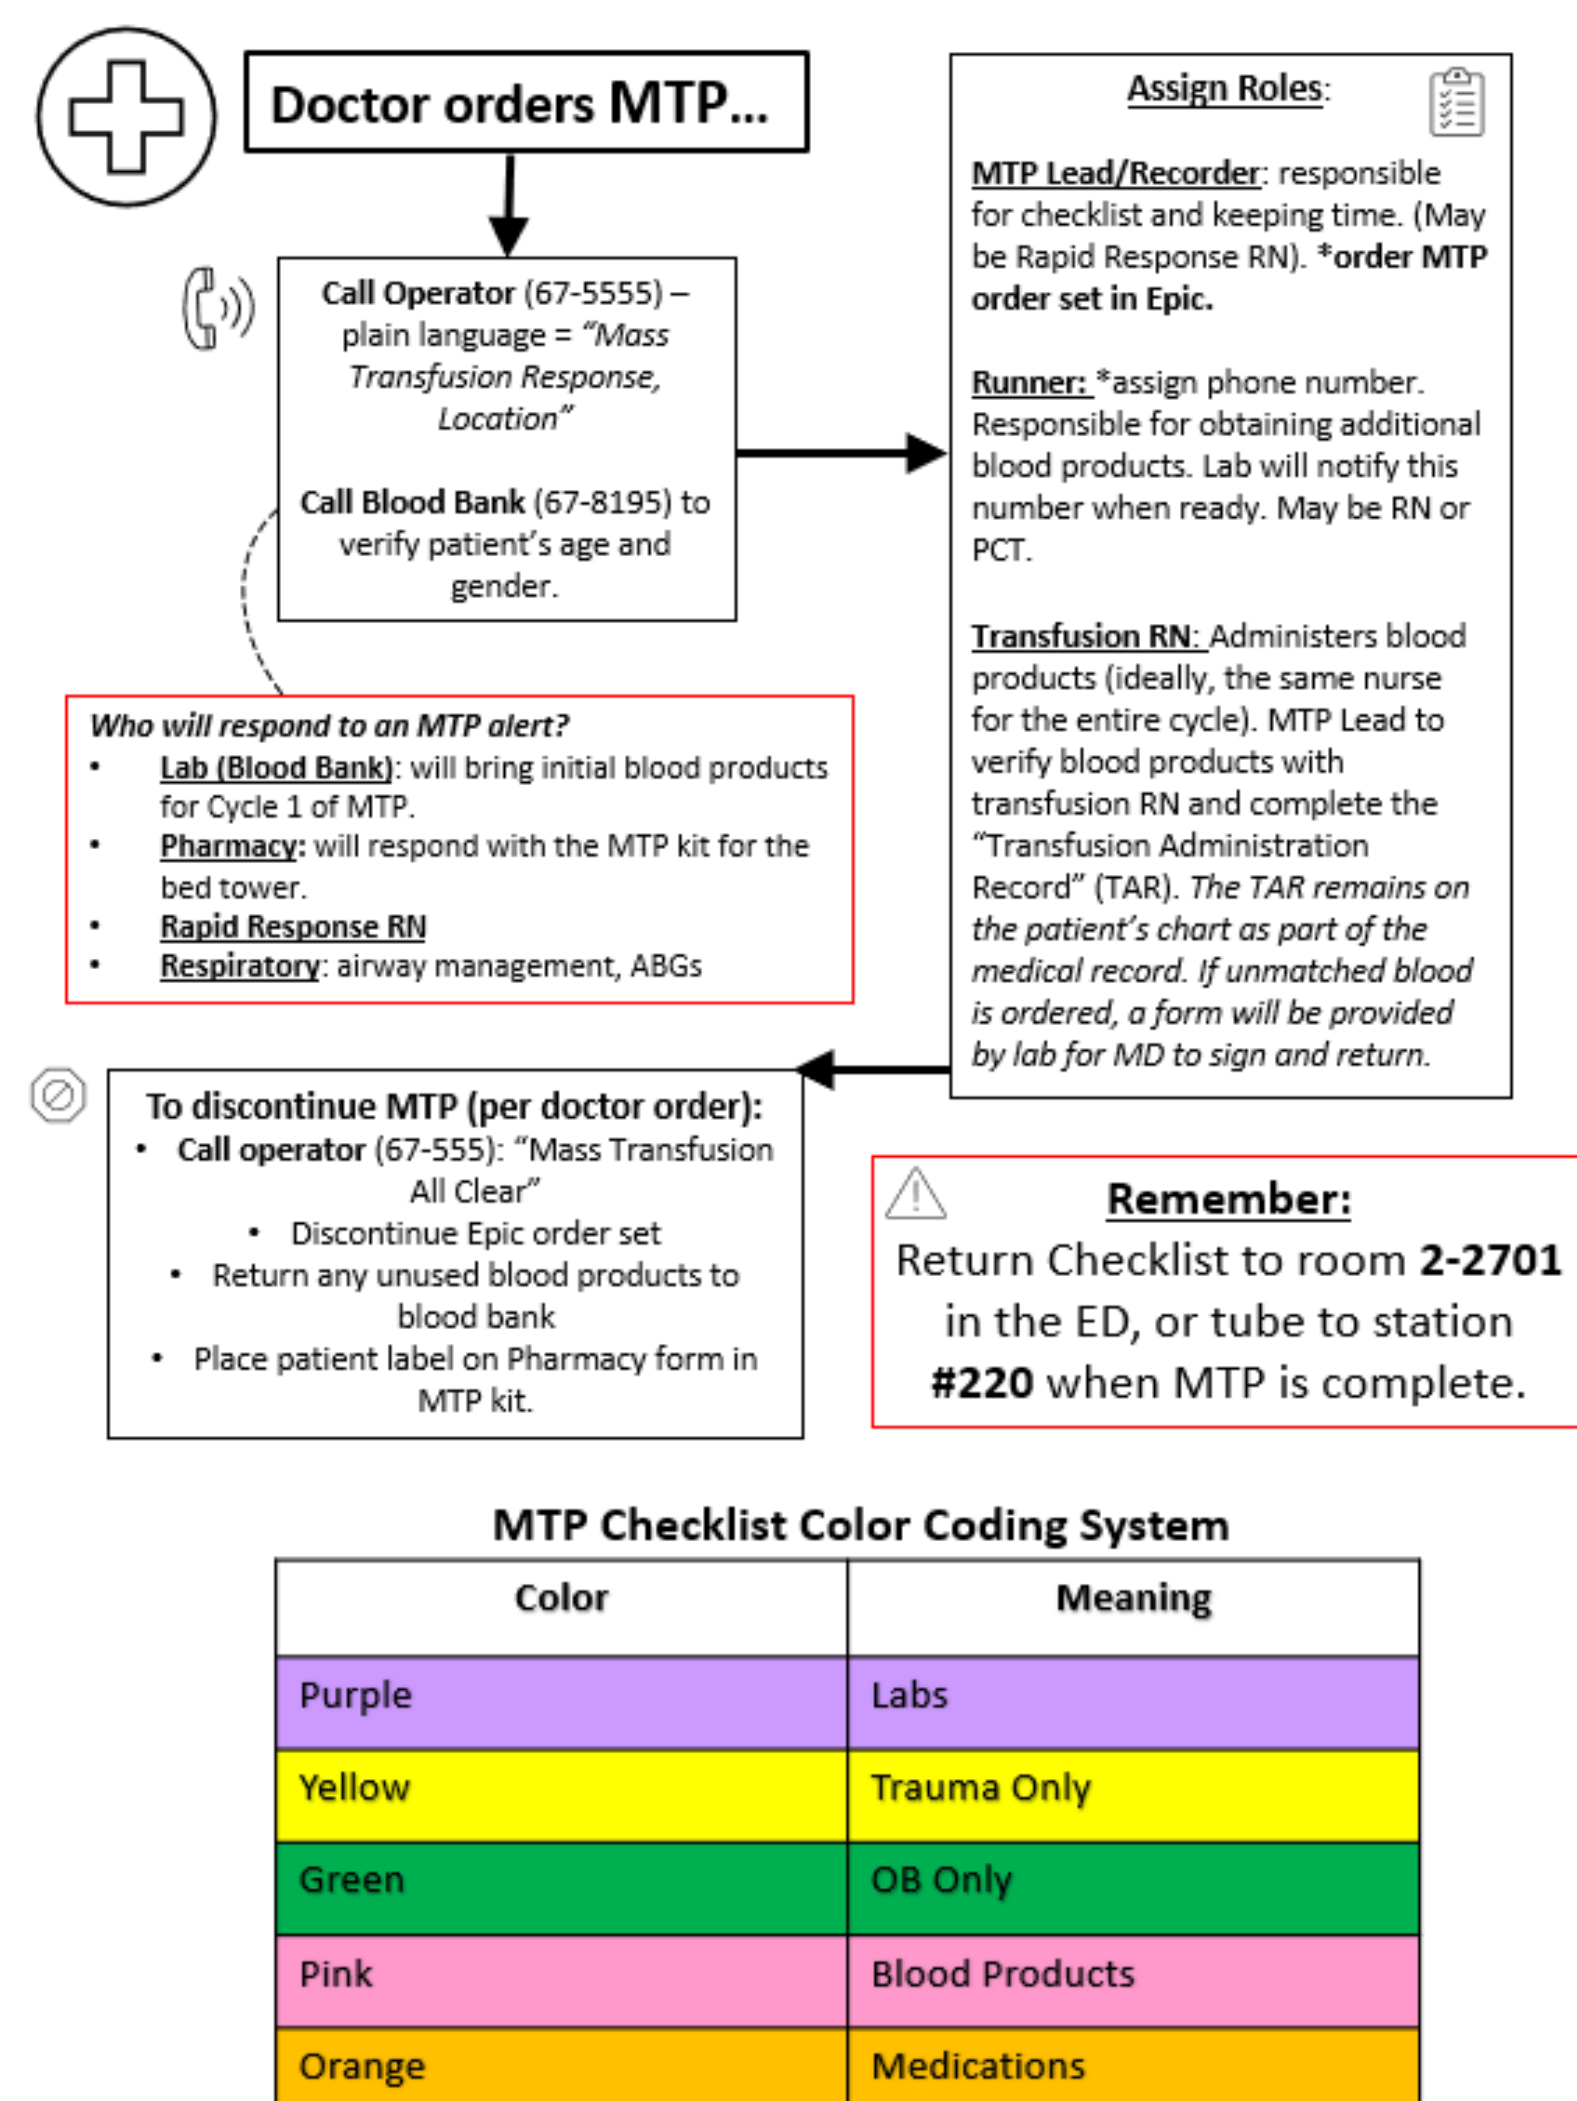 Doctor orders MTP...
Call Operator (67-5555) –
plain language = “Mass
Transfusion Response,
Location”
Call Blood Bank (67-8195) to
verify patient’s age and
gender.
Who will respond to an MTP alert?
• Lab (Blood Bank): will bring initial blood products
for Cycle 1 of MTP.
• Pharmacy: will respond with the MTP kit for the
bed tower.
• Rapid Response RN
• Respiratory: airway management, ABGs
Assign Roles:
MTP Lead/Recorder: responsible
for checklist and keeping time. (May
be Rapid Response RN). *order MTP
order set in Epic.
Runner: *assign phone number.
Responsible for obtaining additional
blood products. Lab will notify this
number when ready. May be RN or
PCT.
Transfusion RN: Administers blood
products (ideally, the same nurse
for the entire cycle). MTP Lead to
verify blood products with
transfusion RN and complete the
“Transfusion Administration
Record” (TAR). The TAR remains on
the patient’s chart as part of the
medical record. If unmatched blood
is ordered, a form will be provided
by lab for MD to sign and return.
To discontinue MTP (per doctor order):
• Call operator (67-555): “Mass Transfusion
All Clear”
• Discontinue Epic order set
• Return any unused blood products to
blood bank
• Place patient label on Pharmacy form in
MTP kit.
Remember:
Return Checklist to room 2-2701
in the ED, or tube to station
#220 when MTP is complete.
MTP Checklist Color Coding System
Color Meaning
Purple Labs
Yellow Trauma Only
Green OB Only
Pink Blood Products
Orange Medications